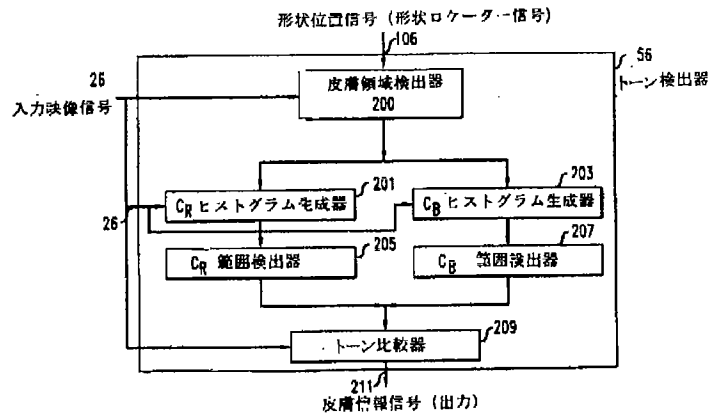 形状位置信号 (形状ロケーター信号)
106
56
トーン検出器
26
入力映像信号
皮膚領域検出器
200
201
203
CR ヒストグラム生成器
CB ヒストグラム生成器
26
205
207
CR 範囲検出器
CB 範囲検出器
209
トーン比較器
211
皮膚情報信号 (出力)